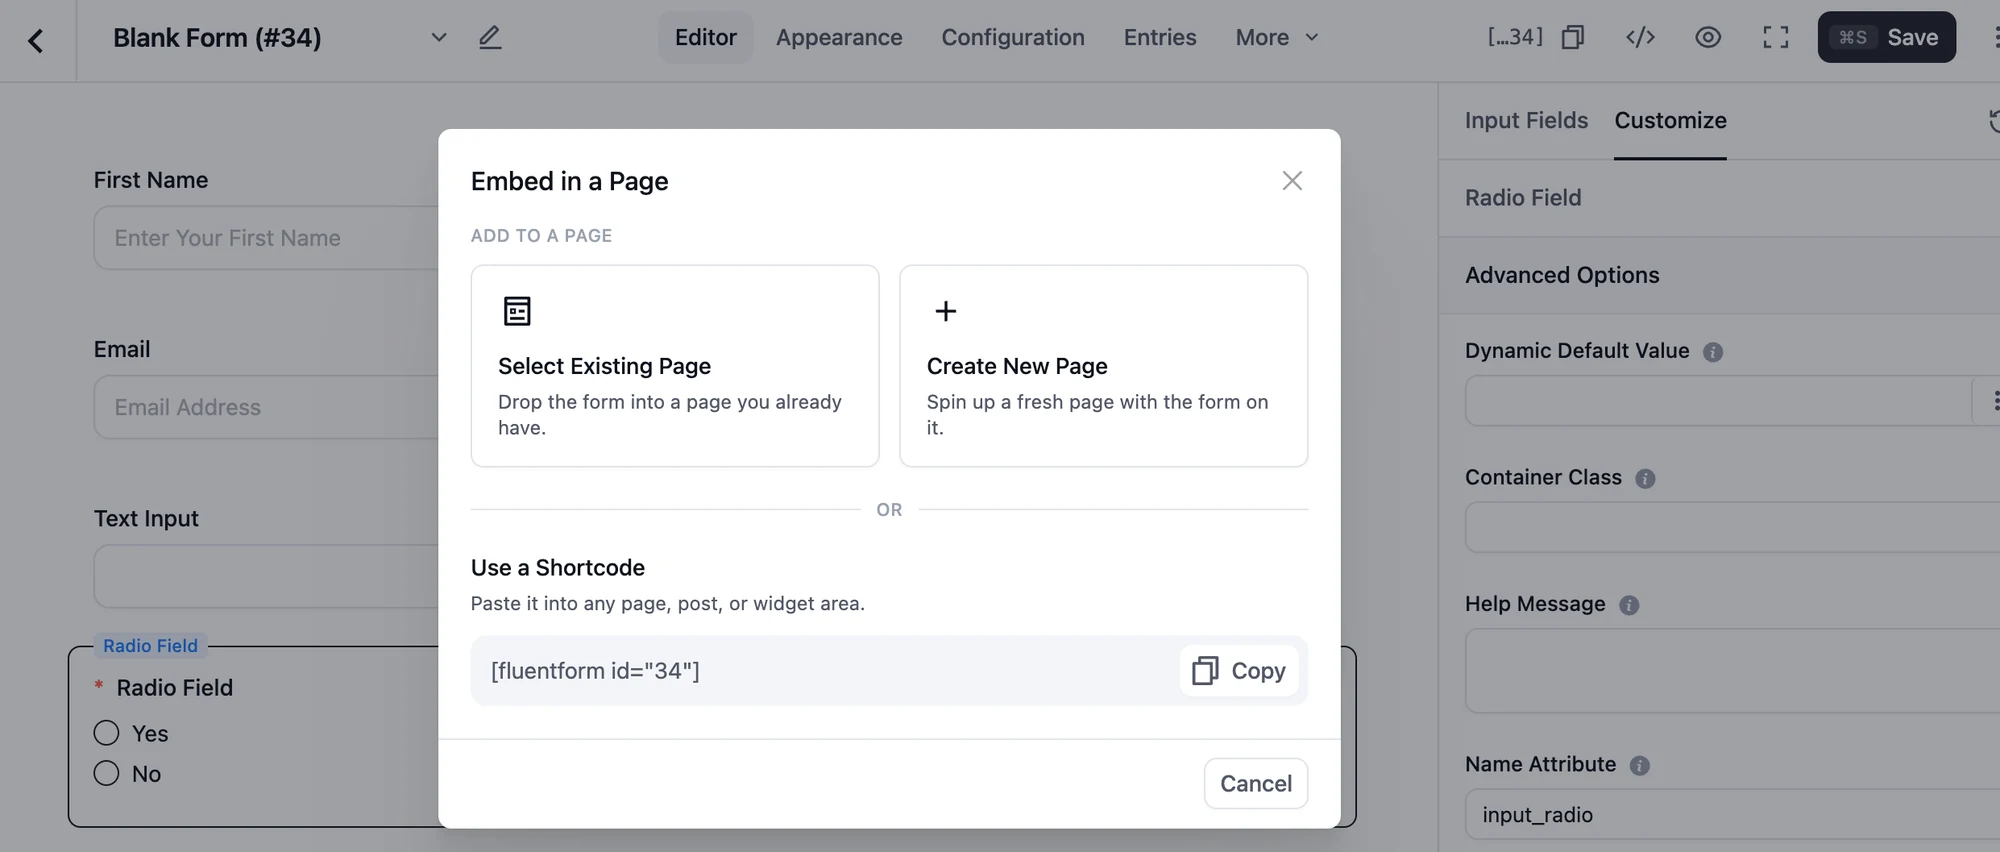 Blank Form (#34)
Editor
Appearance
Configuration
Entries
More
[...34]
</>
⌘S Save
First Name
Enter Your First Name
Email
Email Address
Text Input
Radio Field
* Radio Field
Yes
No
Embed in a Page
ADD TO A PAGE
Select Existing Page
Drop the form into a page you already
have.
Create New Page
Spin up a fresh page with the form on
it.
OR
Use a Shortcode
Paste it into any page, post, or widget area.
[fluentform id="34"]
Copy
Cancel
Input Fields
Customize
Radio Field
Advanced Options
Dynamic Default Value
Container Class
Help Message
Name Attribute
input_radio